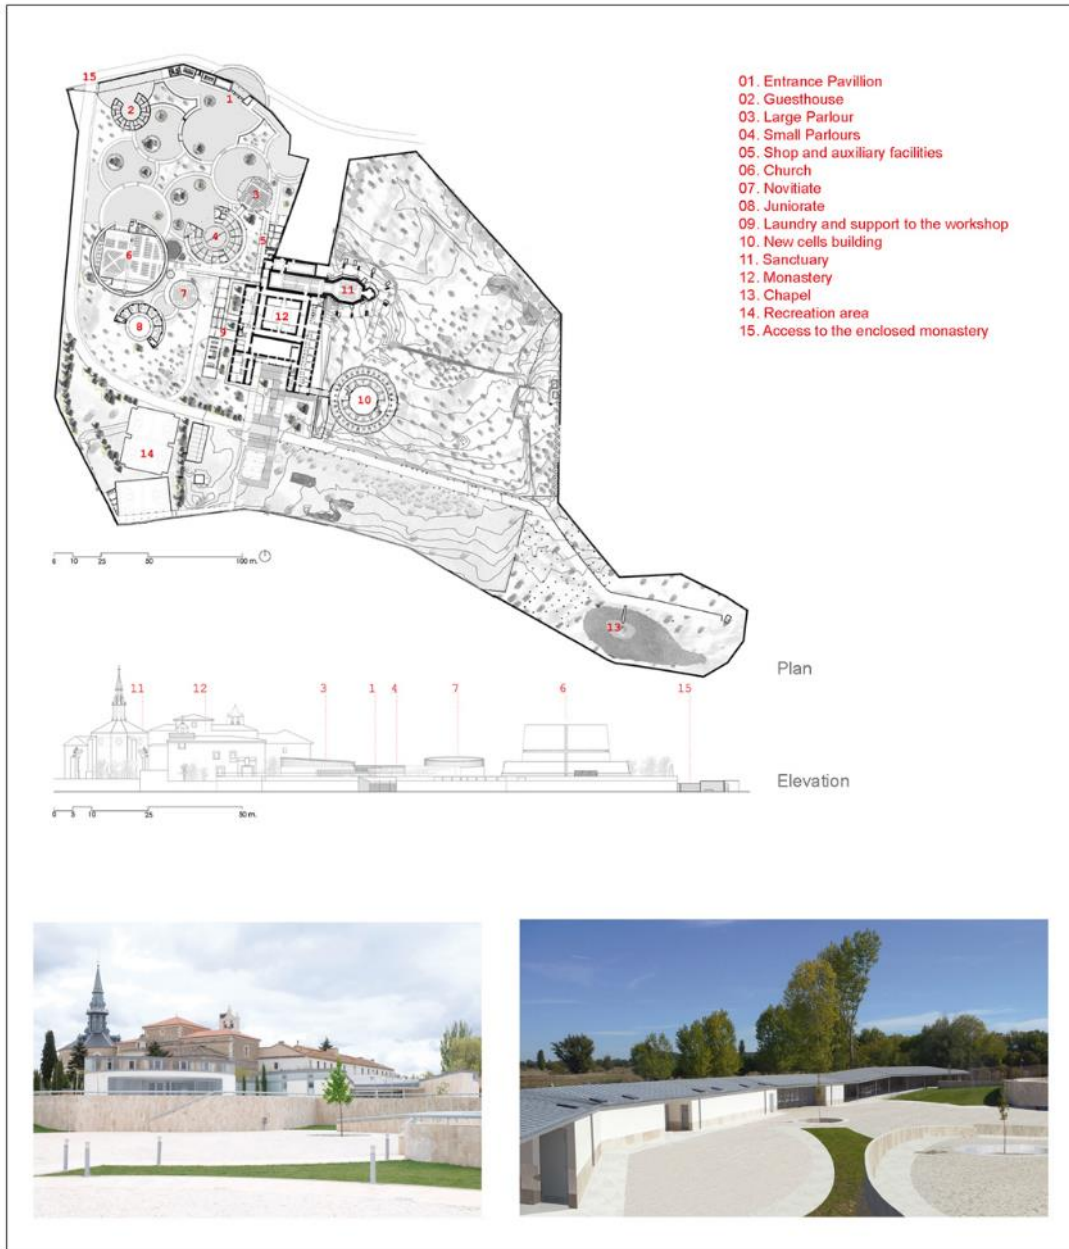 15
1
2
3
4
5
6
7
8
9
10
11
12
13
14
01. Entrance Pavillion
02. Guesthouse
03. Large Parlour
04. Small Parlours
05. Shop and auxiliary facilities
06. Church
07. Novitiate
08. Juniorate
09. Laundry and support to the workshop
10. New cells building
11. Sanctuary
12. Monastery
13. Chapel
14. Recreation area
15. Access to the enclosed monastery
10 25 50 100 m.
Plan
11 12 3 1 4 7 6 15
Elevation
0 5 10 25 50 m.